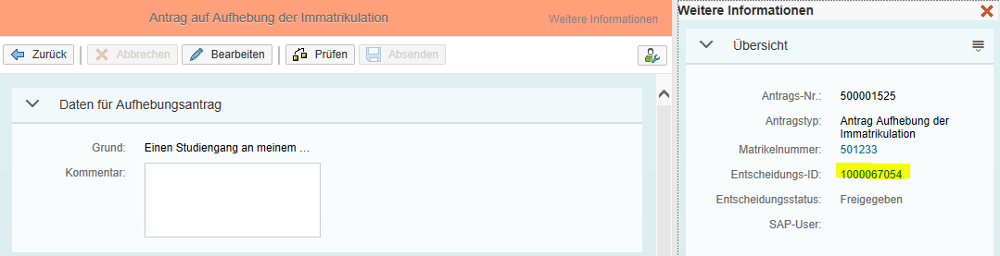 Antrag auf Aufhebung der Immatrikulation
Weitere Informationen
Zurück
Abbrechen
Bearbeiten
Prüfen
Absenden
Daten für Aufhebungsantrag
Grund: Einen Studiengang an meinem ...
Kommentar:
Weitere Informationen
Übersicht
Antrags-Nr.: 500001525
Antragstyp: Antrag Aufhebung der
Immatrikulation
Matrikelnummer: 501233
Entscheidungs-ID: 1000067054
Entscheidungsstatus: Freigegeben
SAP-User: